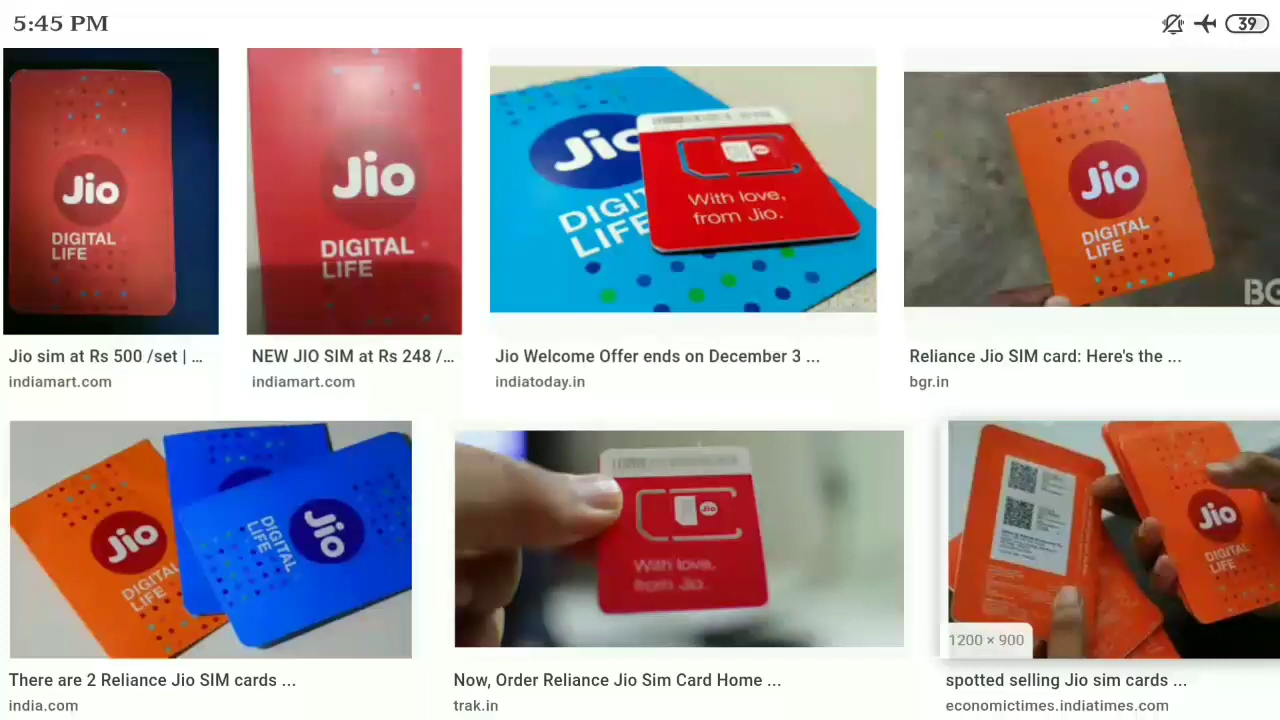 5:45 PM
39
Jio
DIGITAL
LIFE
Jio
DIGITAL
LIFE
Jio
DIGIT
LIFE
With love,
from Jio.
Jio
DIGITAL
LIFE
BG
Jio sim at Rs 500 /set | ...
NEW JIO SIM at Rs 248 /...
Jio Welcome Offer ends on December 3 ...
Reliance Jio SIM card: Here's the ...
indiamart.com
indiamart.com
indiatoday.in
bgr.in
Jio
DIGITAL
LIFE
Jio
DIGITAL
LIFE
Jio
With love,
from Jio.
Jio
DIGITAL
LIFE
1200 × 900
There are 2 Reliance Jio SIM cards ...
Now, Order Reliance Jio Sim Card Home ...
spotted selling Jio sim cards ...
india.com
trak.in
economictimes.indiatimes.com